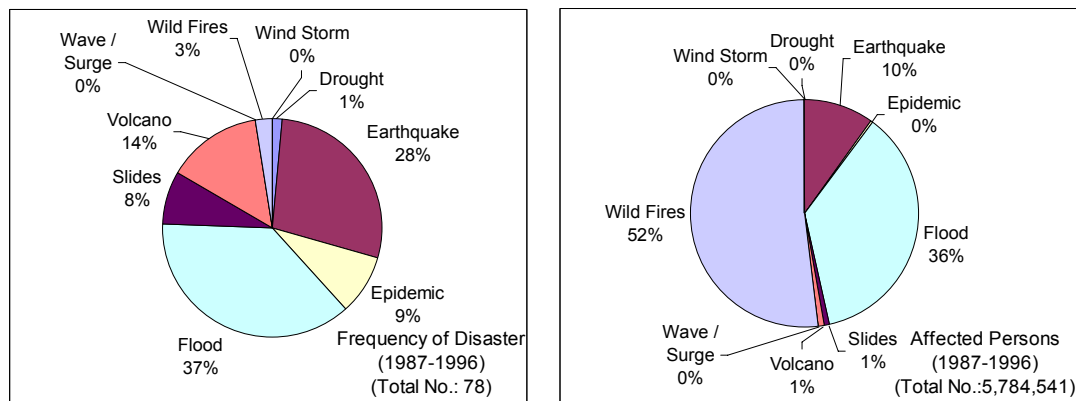 Wild Fires
3%
Wind Storm
0%
Wave /
Surge
0%
Drought
1%
Volcano
14%
Earthquake
28%
Slides
8%
Epidemic
9%
Flood
37%
Frequency of Disaster
(1987-1996)
(Total No.: 78)
Drought
0%
Wind Storm
0%
Earthquake
10%
Epidemic
0%
Wild Fires
52%
Flood
36%
Wave /
Surge
0%
Volcano
1%
Slides
1%
Affected Persons
(1987-1996)
(Total No.:5,784,541)